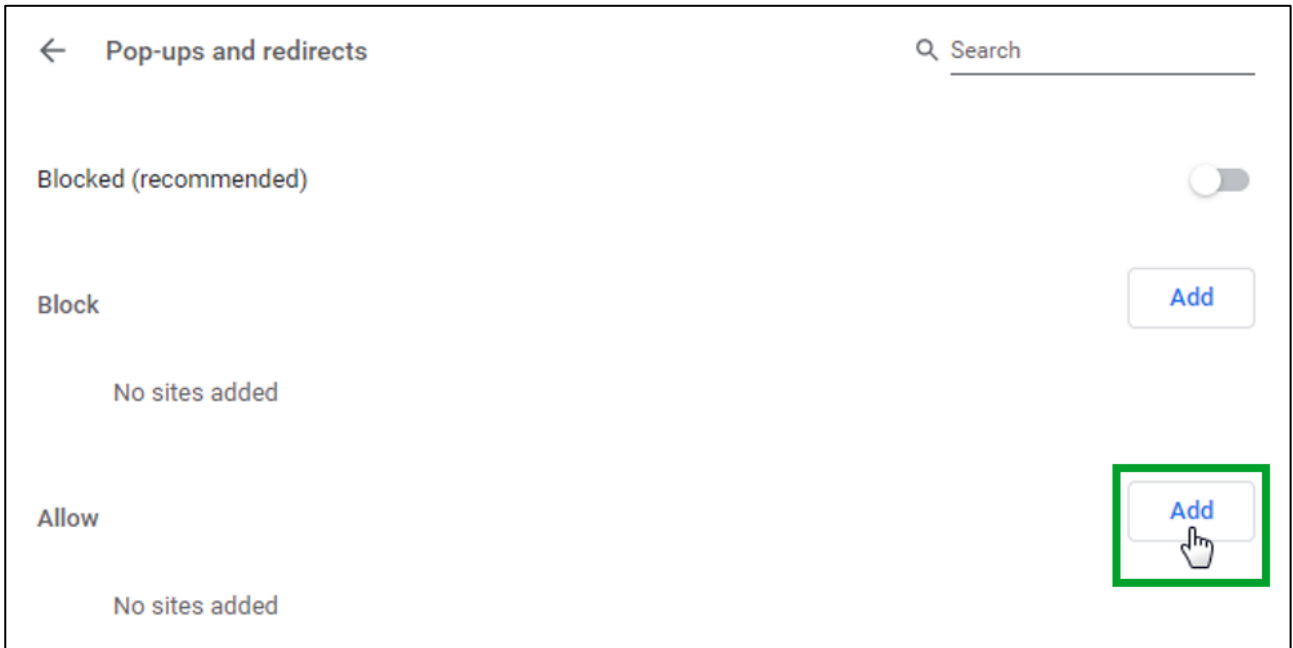 Pop-ups and redirects
Search
Blocked (recommended)
Block
Add
No sites added
Allow
Add
No sites added